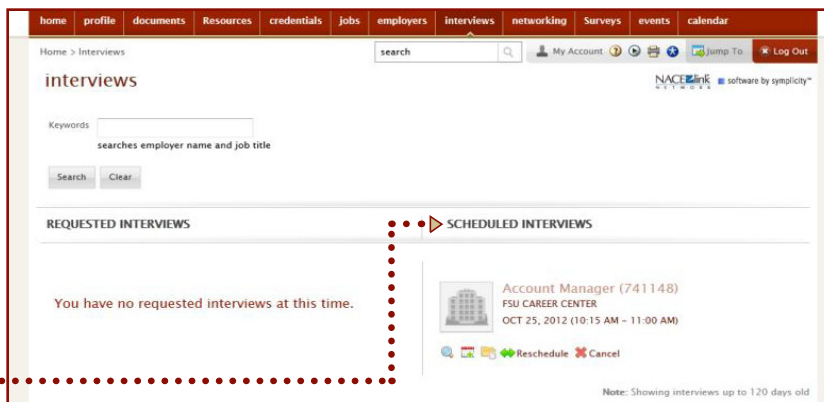 home profile documents Resources credentials jobs employers interviews networking Surveys events calendar
Home > Interviews search My Account Jump To Log Out
interviews
NACElink NETWORK software by symplicity™
Keywords
searches employer name and job title
Search Clear
REQUESTED INTERVIEWS SCHEDULED INTERVIEWS
You have no requested interviews at this time.
Account Manager (741148)
FSU CAREER CENTER
OCT 25, 2012 (10:15 AM – 11:00 AM)
Reschedule Cancel
Note: Showing interviews up to 120 days old